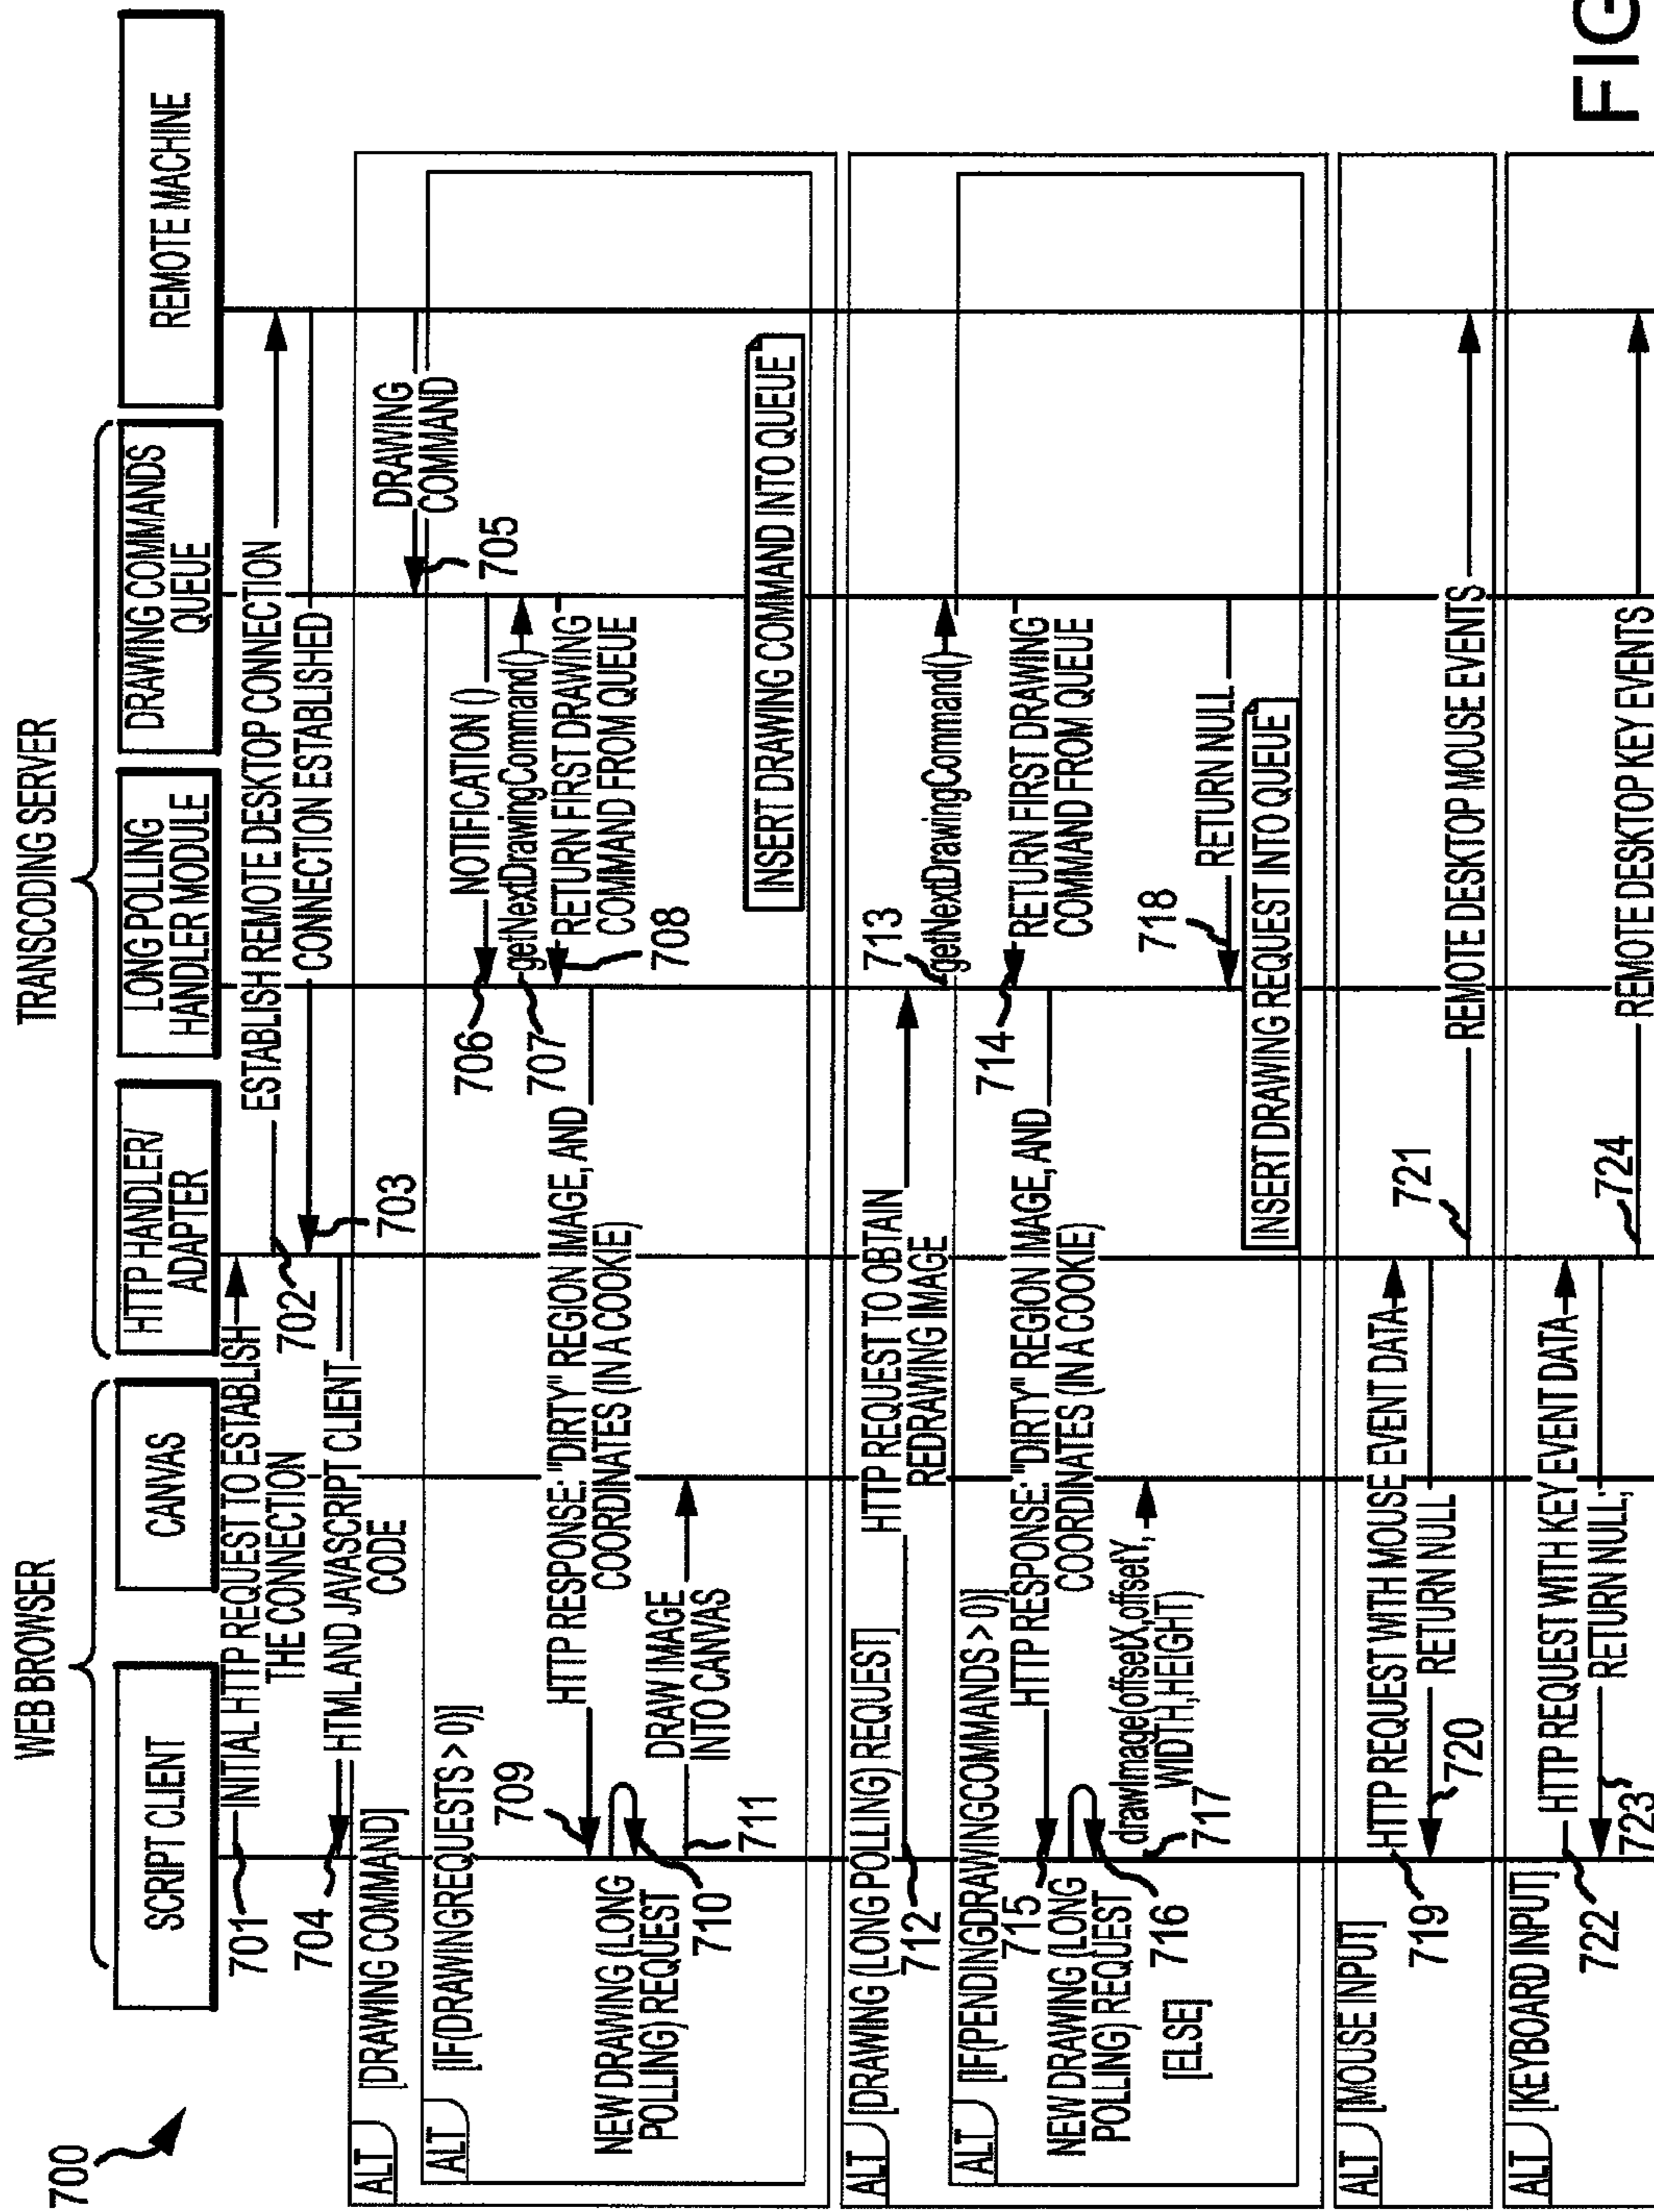 700
WEB BROWSER
TRANSCODING SERVER
SCRIPT CLIENT
CANVAS
HTTP HANDLER/
ADAPTER
LONG POLLING
HANDLER MODULE
DRAWING COMMANDS
QUEUE
REMOTE MACHINE
701
INITIAL HTTP REQUEST TO ESTABLISH
THE CONNECTION
702
ESTABLISH REMOTE DESKTOP CONNECTION
703
CONNECTION ESTABLISHED
704
HTML AND JAVASCRIPT CLIENT
CODE
ALT
[DRAWING COMMAND]
DRAWING
COMMAND
705
ALT
[IF(DRAWINGREQUESTS > 0)]
706
NOTIFICATION ()
707
getNextDrawingCommand()
708
RETURN FIRST DRAWING
COMMAND FROM QUEUE
709
HTTP RESPONSE: "DIRTY" REGION IMAGE, AND
COORDINATES (IN A COOKIE)
NEW DRAWING (LONG
POLLING) REQUEST
710
DRAW IMAGE
INTO CANVAS
711
INSERT DRAWING COMMAND INTO QUEUE
ALT
[DRAWING (LONG POLLING) REQUEST]
712
HTTP REQUEST TO OBTAIN
REDRAWING IMAGE
713
getNextDrawingCommand()
ALT
[IF(PENDINGDRAWINGCOMMANDS > 0)]
714
RETURN FIRST DRAWING
COMMAND FROM QUEUE
715
HTTP RESPONSE: "DIRTY" REGION IMAGE, AND
COORDINATES (IN A COOKIE)
NEW DRAWING (LONG
POLLING) REQUEST
716
drawImage(offsetX,offsetY,
WIDTH,HEIGHT)
717
[ELSE]
718
RETURN NULL
INSERT DRAWING REQUEST INTO QUEUE
ALT
[MOUSE INPUT]
719
HTTP REQUEST WITH MOUSE EVENT DATA
720
RETURN NULL
721
REMOTE DESKTOP MOUSE EVENTS
ALT
[KEYBOARD INPUT]
722
HTTP REQUEST WITH KEY EVENT DATA
723
RETURN NULL
724
REMOTE DESKTOP KEY EVENTS
FIG